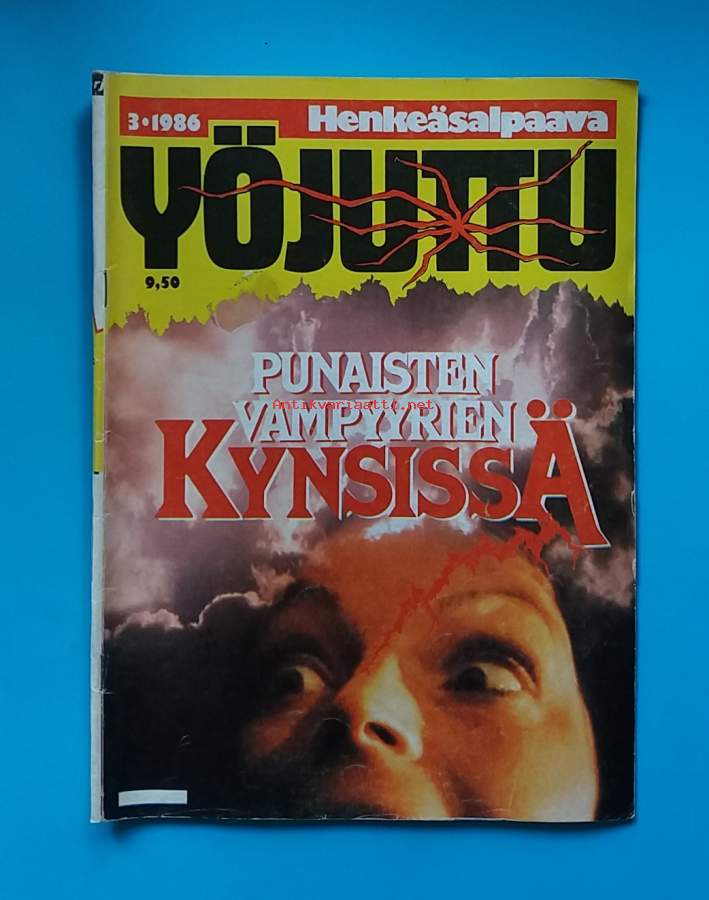 3•1986 Henkeäsalpaava
YÖJUTTU
9,50
PUNAISTEN
Antikvariaatti.net
VAMPYYRIEN
KYNSISSÄ